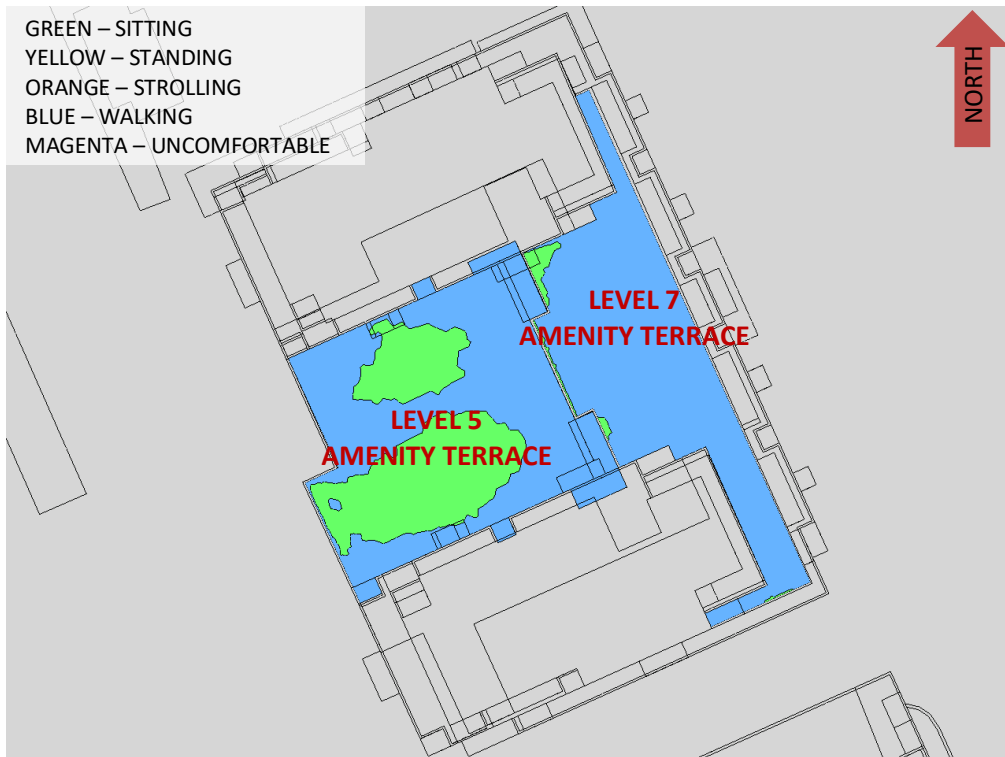 GREEN – SITTING
YELLOW – STANDING
ORANGE – STROLLING
BLUE – WALKING
MAGENTA – UNCOMFORTABLE
NORTH
LEVEL 7
AMENITY TERRACE
LEVEL 5
AMENITY TERRACE